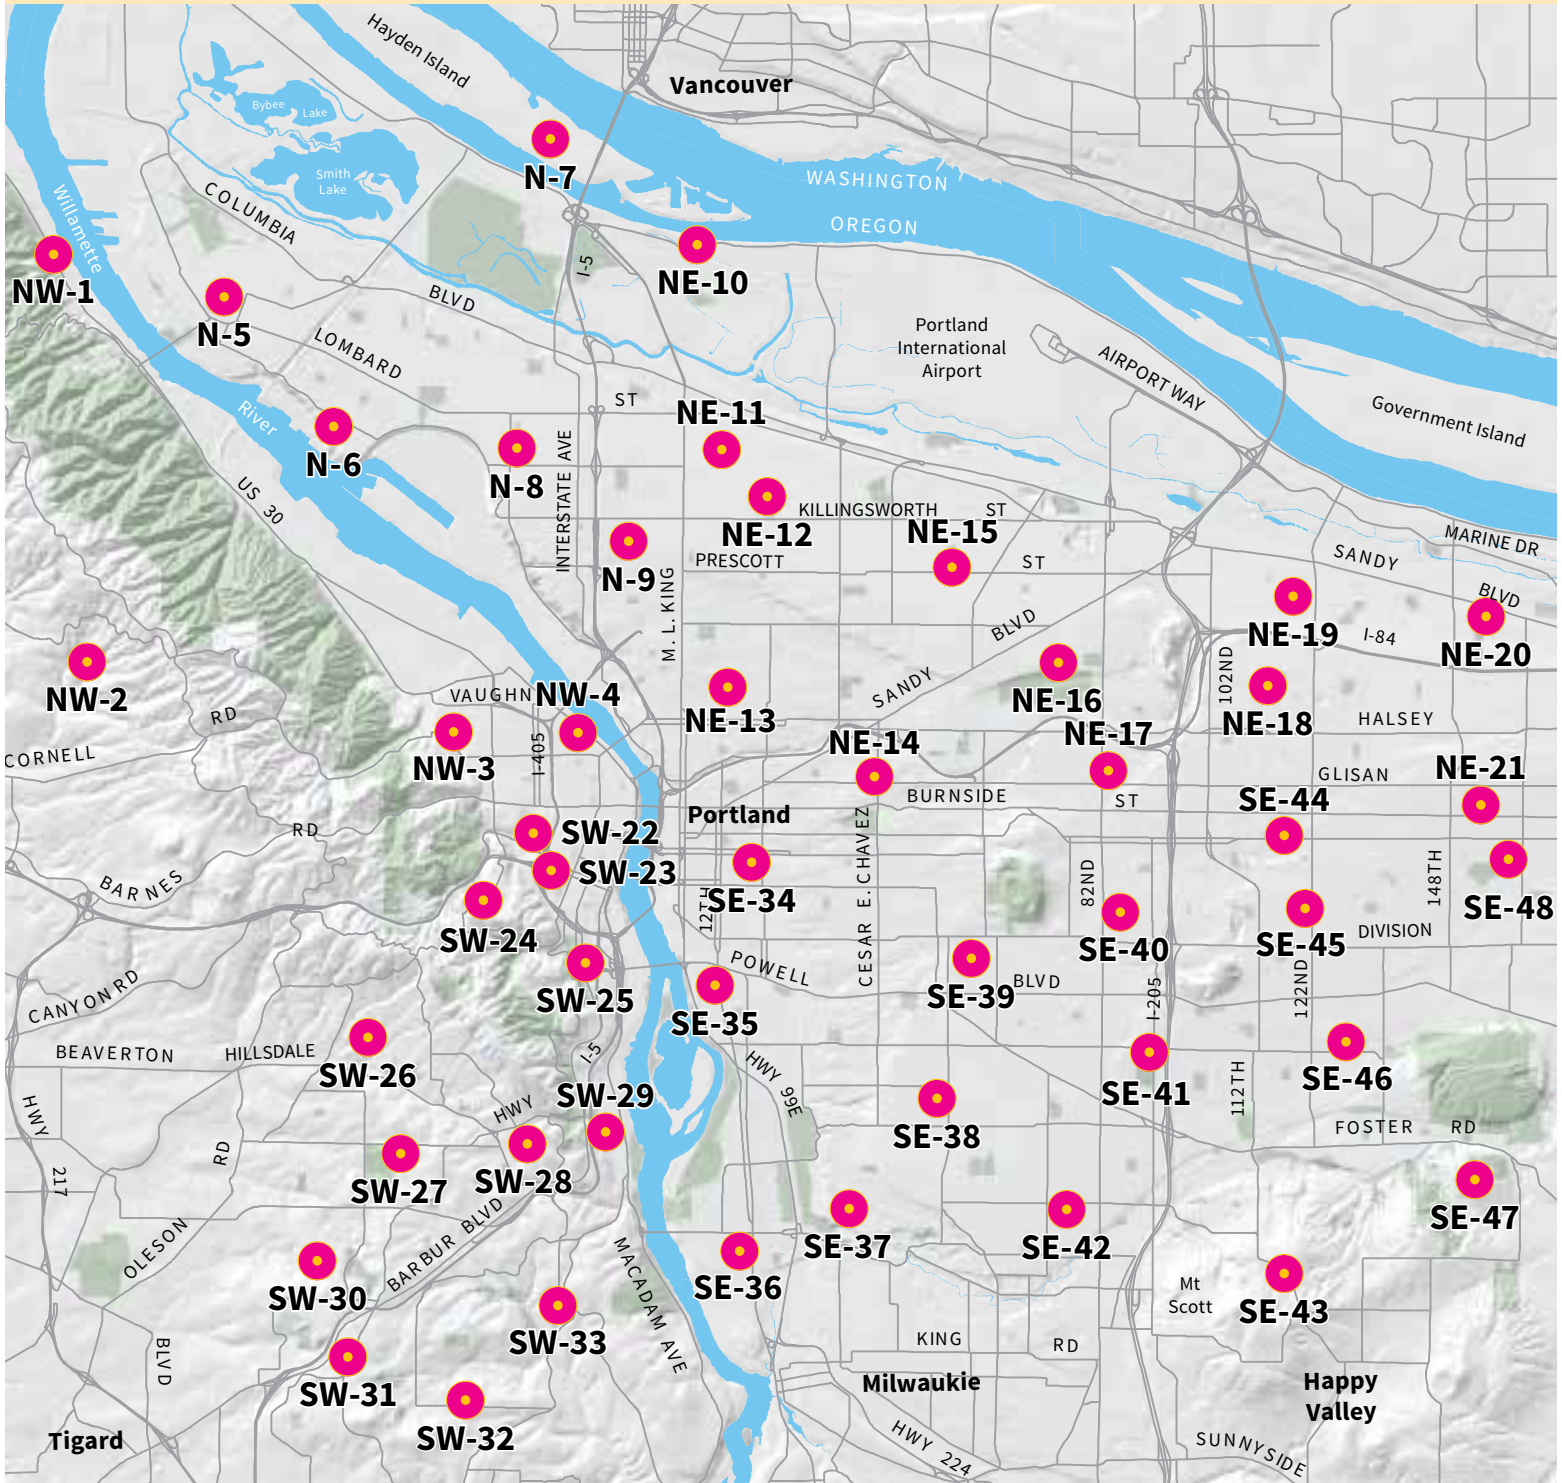 Hayden Island
Vancouver
Bybee
Lake
Smith
Lake
N-7
WASHINGTON
OREGON
Willamette
COLUMBIA
NW-1
NE-10
I-5
BLVD
N-5
LOMBARD
Portland
International
Airport
AIRPORT WAY
Government Island
ST
NE-11
River
N-6
N-8
INTERSTATE AVE
US 30
KILLINGSWORTH ST
NE-12
NE-15
MARINE DR
SANDY
BLVD
PRESCOTT
ST
N-9
M. L. KING
BLVD
NE-19
I-84
NE-20
102ND
SANDY
NW-2
VAUGHN
NW-4
NE-16
RD
NE-13
NE-18
HALSEY
NE-17
CORNELL
I-405
NE-14
NW-3
GLISAN
NE-21
BURNSIDE
ST
SE-44
Portland
RD
SW-22
CESAR E. CHAVEZ
SW-23
BARNES
82ND
148TH
12TH
SE-34
SE-48
SW-24
SE-40
SE-45
DIVISION
POWELL
BLVD
CANYON RD
SW-25
SE-39
I-205
122ND
SE-35
BEAVERTON
HILLSDALE
I-5
SW-26
HWY 99E
SE-41
112TH
SE-46
HWY
217
HWY
SW-29
SE-38
FOSTER RD
RD
SW-27
SW-28
SE-47
OLESON
BARBUR BLVD
SE-37
SE-42
MACADAM AVE
SE-36
SW-30
Mt
Scott
SE-43
SW-33
KING
RD
BLVD
SW-31
Milwaukie
Happy
Valley
Tigard
SW-32
HWY 224
SUNNYSIDE